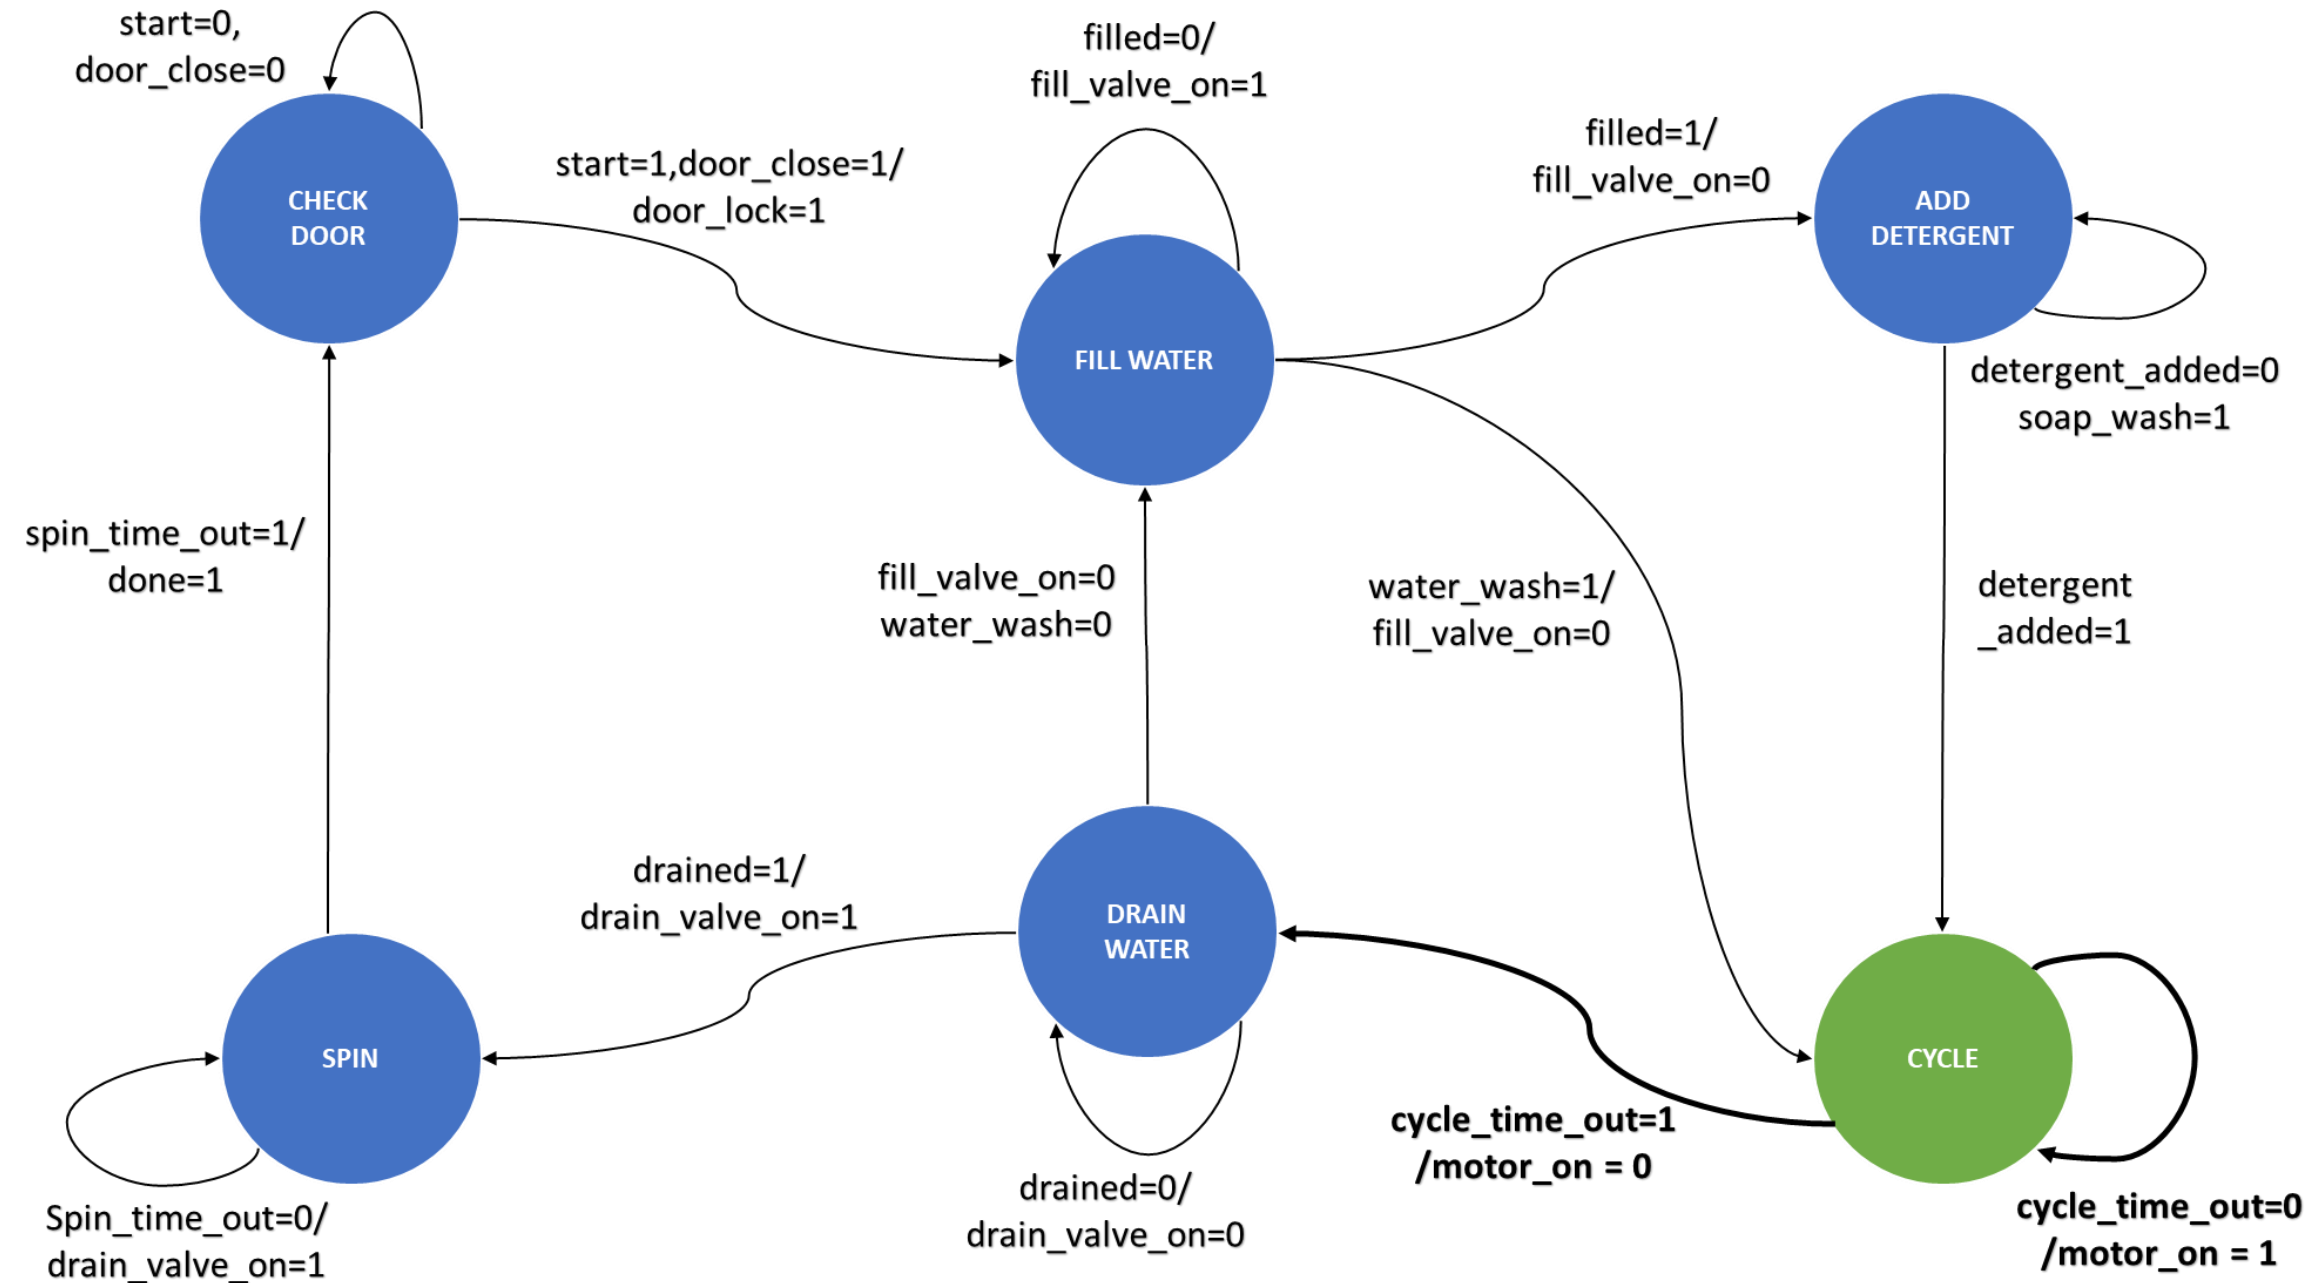 start=0,
door_close=0
filled=0/
fill_valve_on=1
filled=1/
fill_valve_on=0
start=1,door_close=1/
door_lock=1
CHECK
DOOR
ADD
DETERGENT
FILL WATER
detergent_added=0
soap_wash=1
spin_time_out=1/
done=1
fill_valve_on=0
water_wash=0
water_wash=1/
fill_valve_on=0
detergent
_added=1
drained=1/
drain_valve_on=1
DRAIN
WATER
SPIN
CYCLE
cycle_time_out=1
/motor_on = 0
drained=0/
drain_valve_on=0
Spin_time_out=0/
drain_valve_on=1
cycle_time_out=0
/motor_on = 1